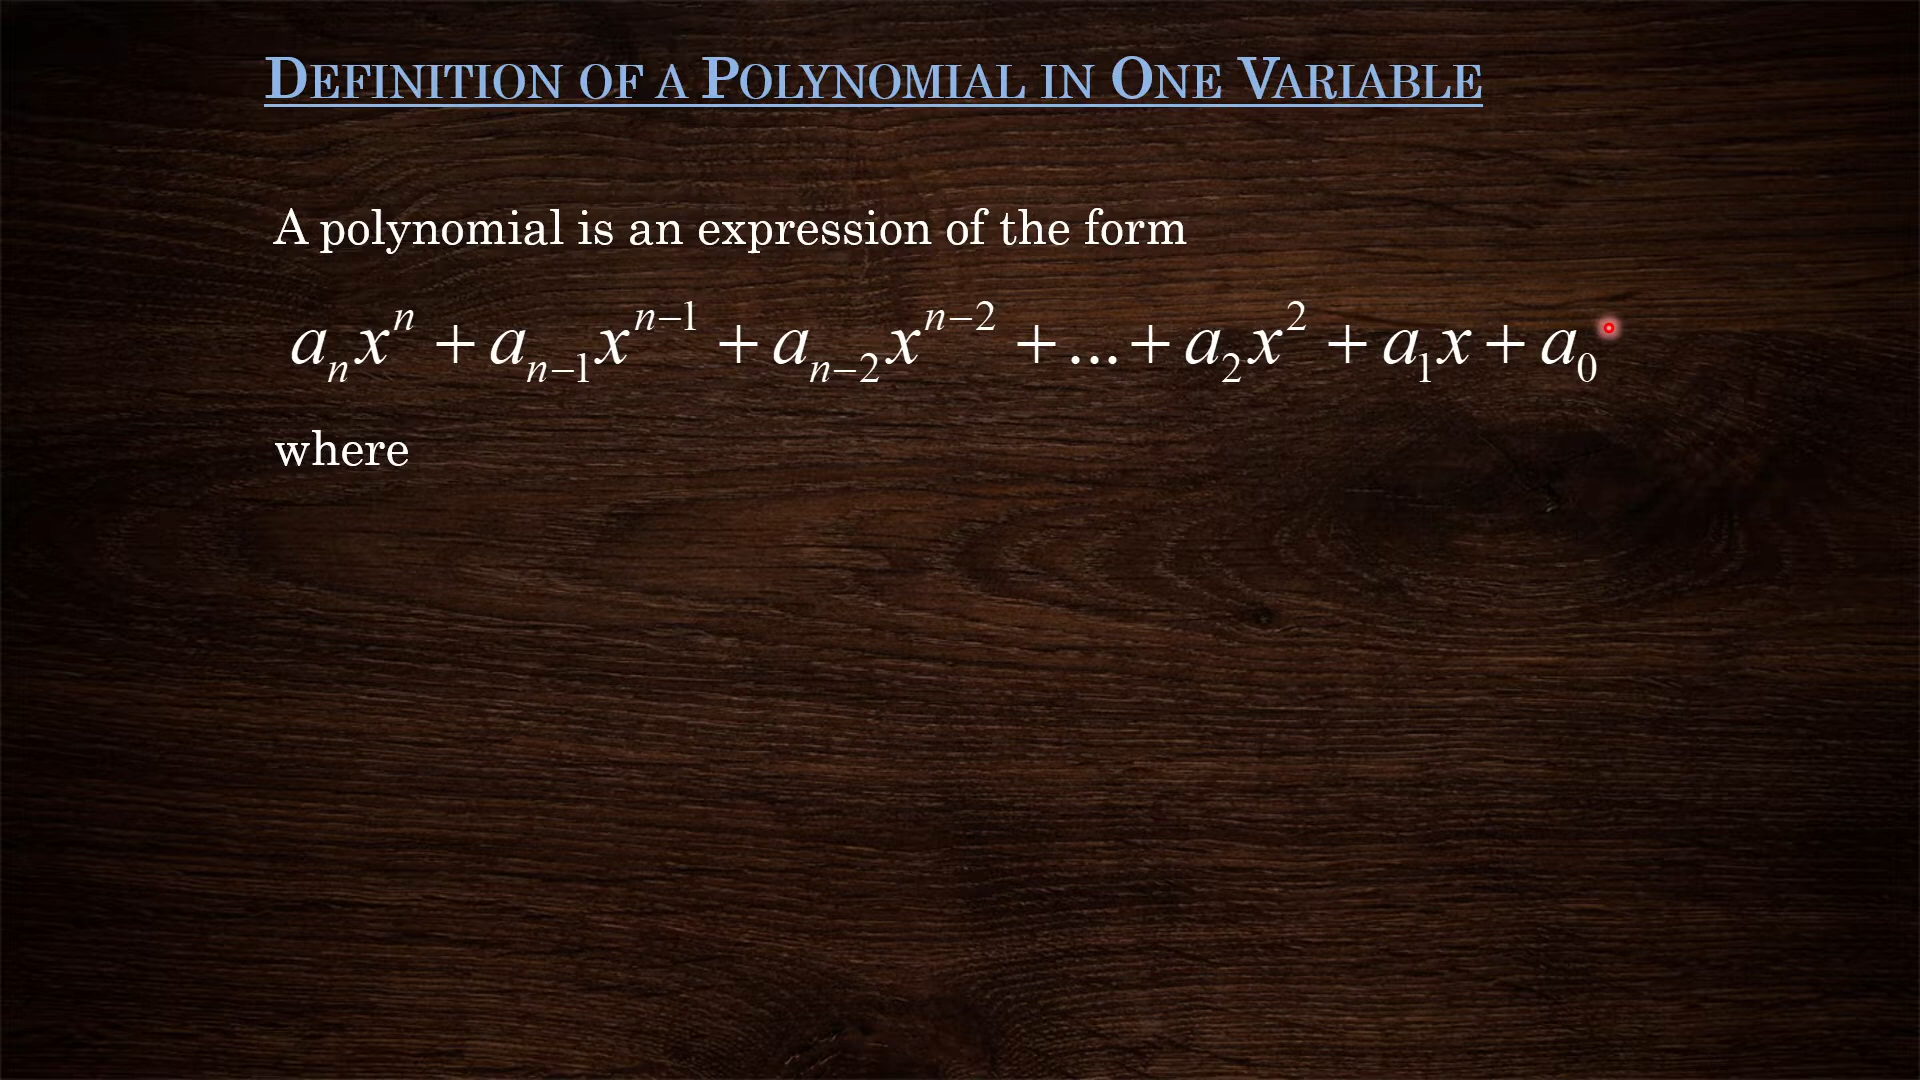 DEFINITION OF A POLYNOMIAL IN ONE VARIABLE
A polynomial is an expression of the form
$a_n x^n + a_{n-1} x^{n-1} + a_{n-2} x^{n-2} + ... + a_2 x^2 + a_1 x + a_0$
where